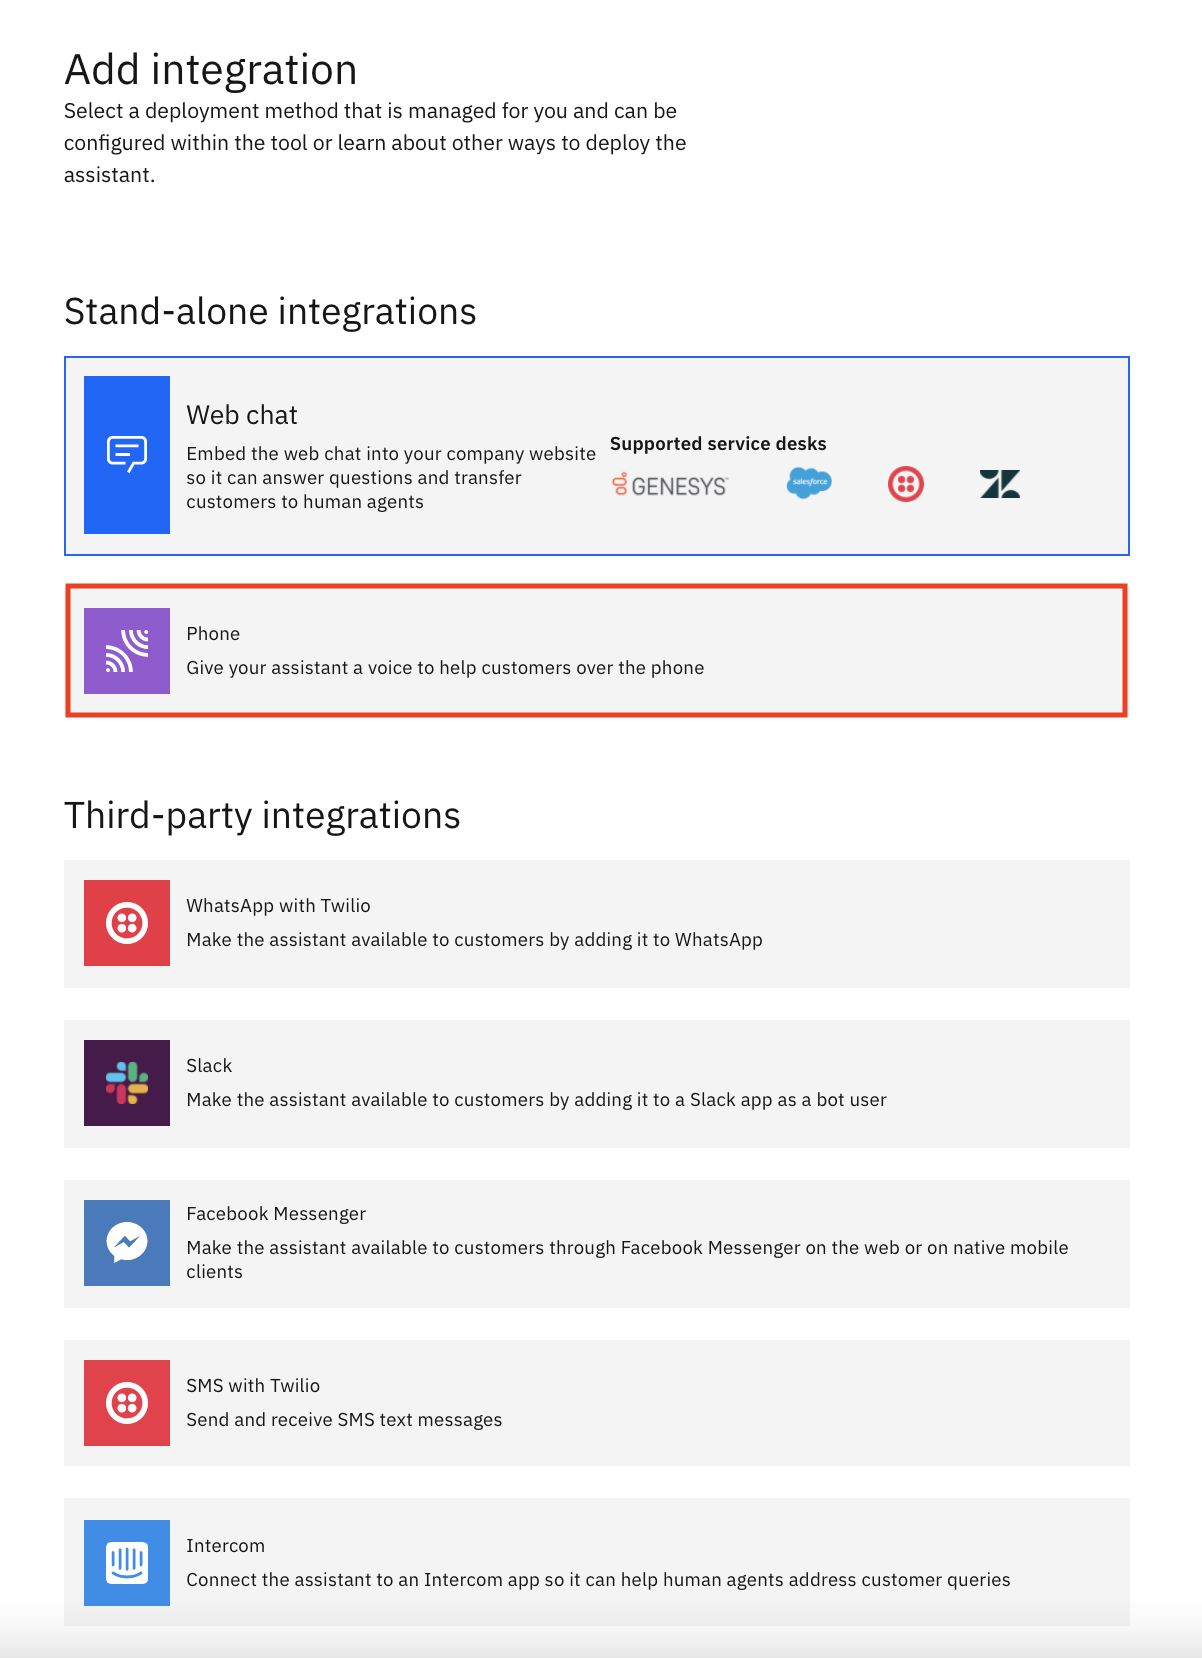 Add integration
Select a deployment method that is managed for you and can be
configured within the tool or learn about other ways to deploy the
assistant.
Stand-alone integrations
Web chat
Embed the web chat into your company website
so it can answer questions and transfer
customers to human agents
Supported service desks
GENESYS
salesforce
Phone
Give your assistant a voice to help customers over the phone
Third-party integrations
WhatsApp with Twilio
Make the assistant available to customers by adding it to WhatsApp
Slack
Make the assistant available to customers by adding it to a Slack app as a bot user
Facebook Messenger
Make the assistant available to customers through Facebook Messenger on the web or on native mobile
clients
SMS with Twilio
Send and receive SMS text messages
Intercom
Connect the assistant to an Intercom app so it can help human agents address customer queries